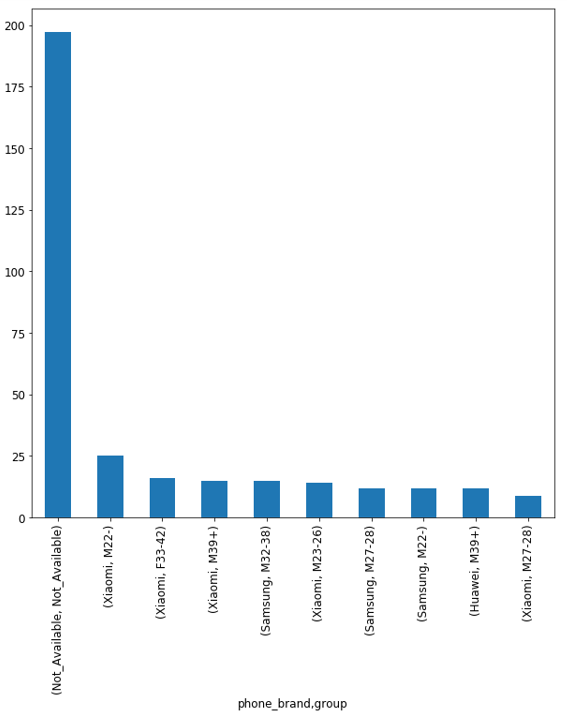 200
175
150
125
100
75
50
25
0
(Not_Available, Not_Available)
(Xiaomi, M22-)
(Xiaomi, F33-42)
(Xiaomi, M39+)
(Samsung, M32-38)
(Xiaomi, M23-26)
(Samsung, M27-28)
(Samsung, M22-)
(Huawei, M39+)
(Xiaomi, M27-28)
phone_brand,group